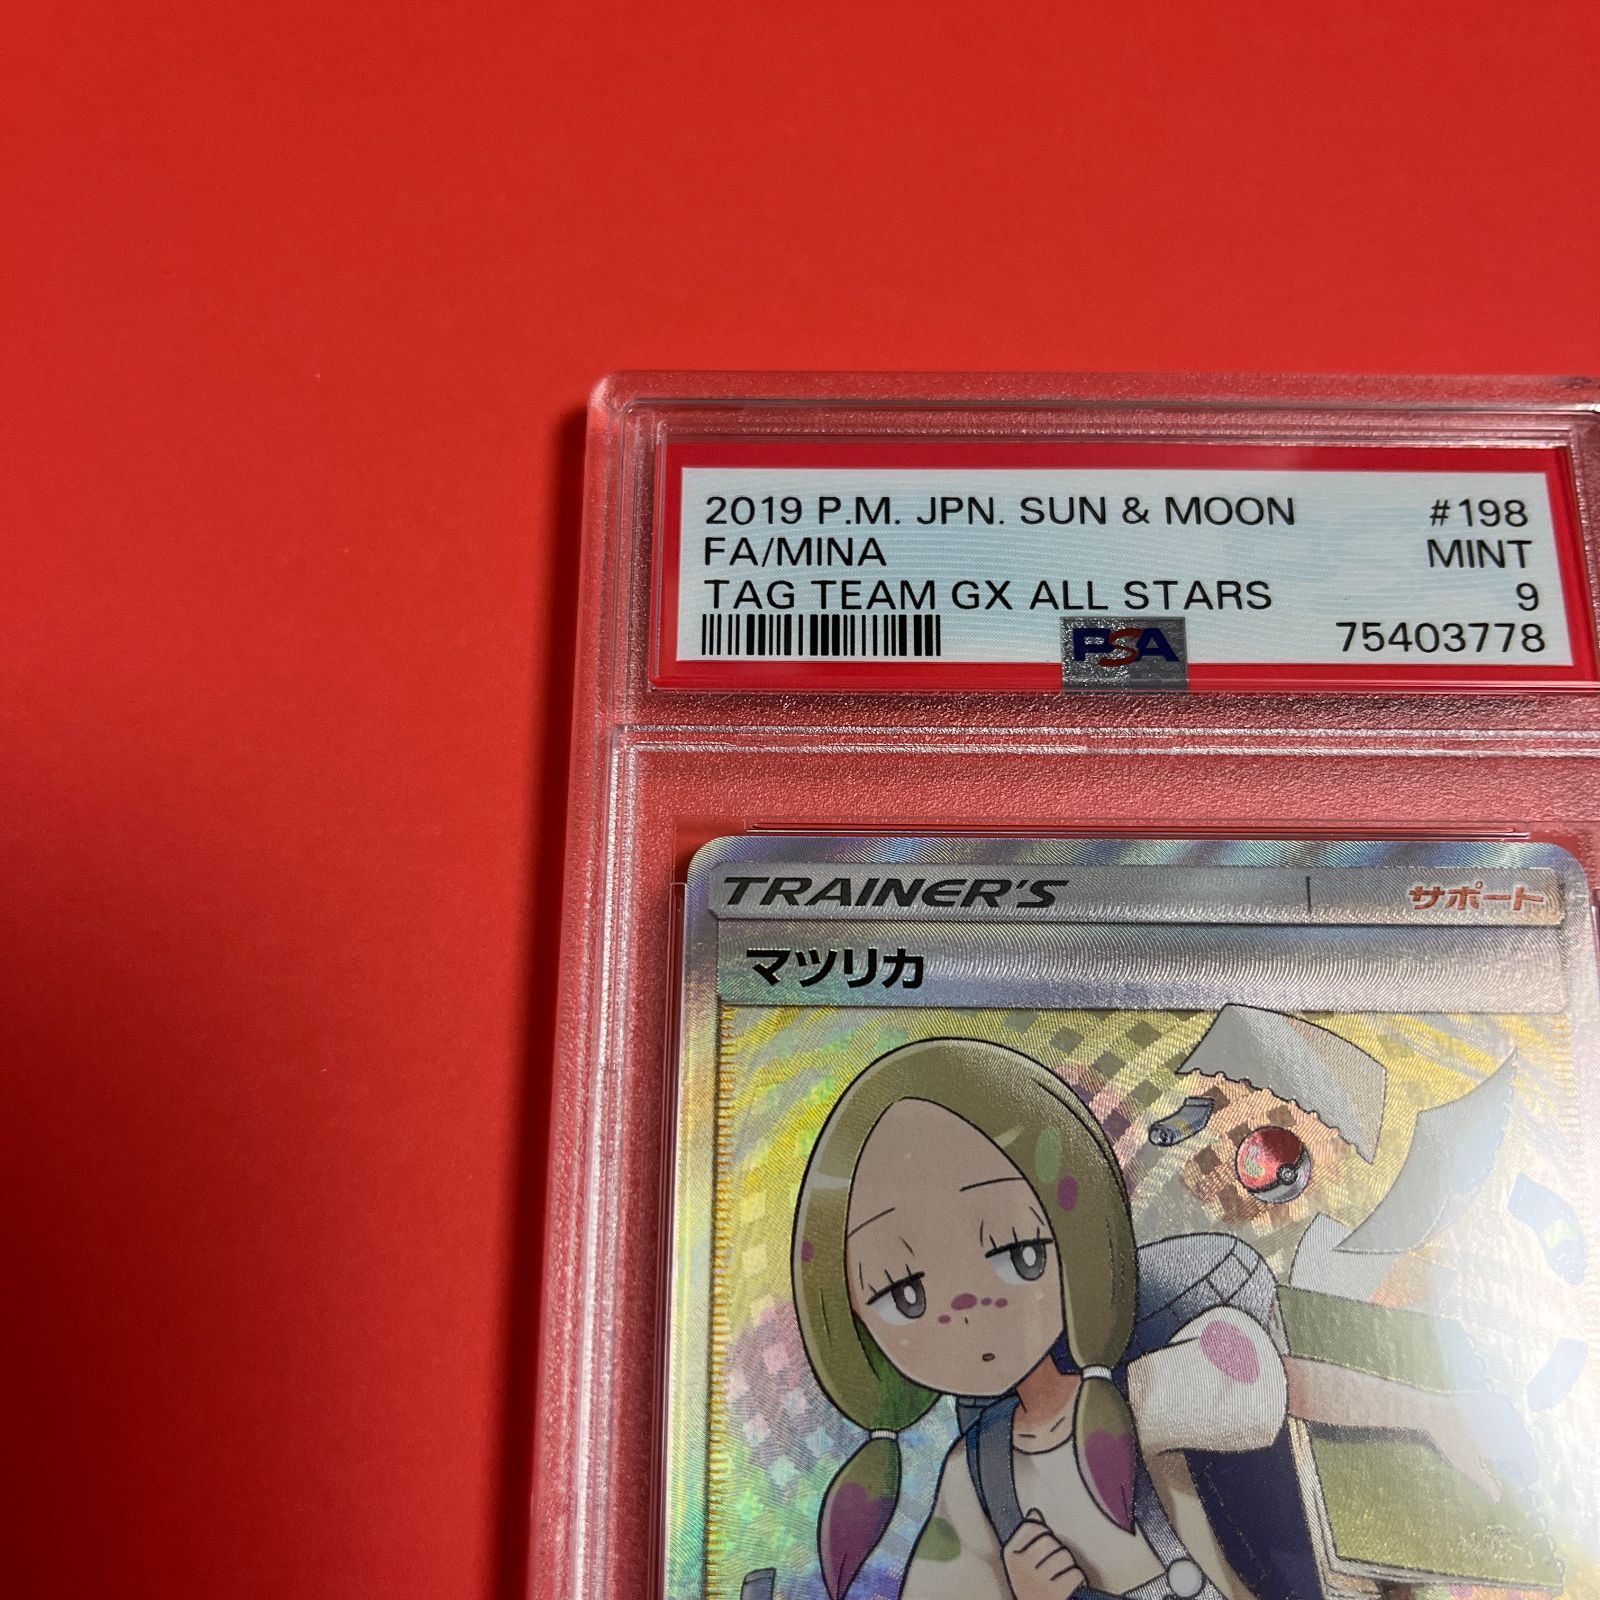 2019 P.M. JPN. SUN & MOON #198
FA/MINA MINT
TAG TEAM GX ALL STARS 9
PSA 75403778
TRAINER'S サポート
マツリカ